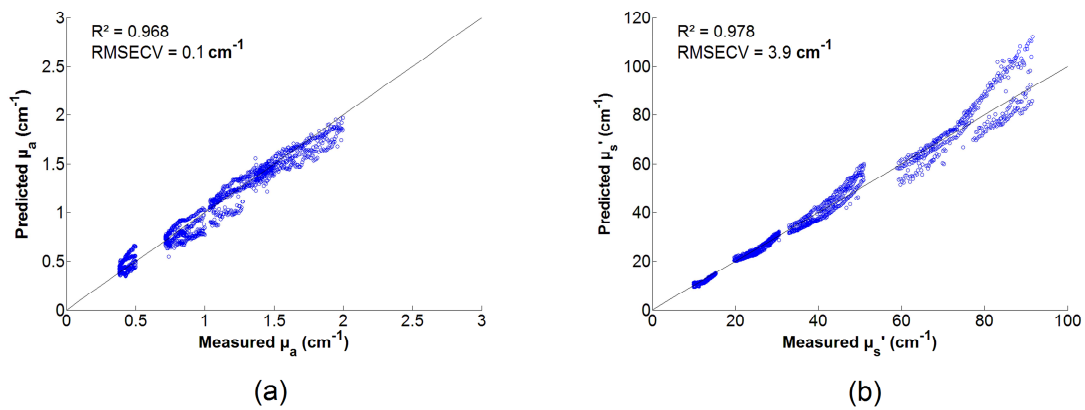 R² = 0.968
RMSECV = 0.1 cm⁻¹
3
2.5
2
1.5
1
0.5
0
Predicted μa (cm⁻¹)
0 0.5 1 1.5 2 2.5 3
Measured μa (cm⁻¹)
(a)
R² = 0.978
RMSECV = 3.9 cm⁻¹
120
100
80
60
40
20
0
Predicted μs' (cm⁻¹)
0 20 40 60 80 100
Measured μs' (cm⁻¹)
(b)